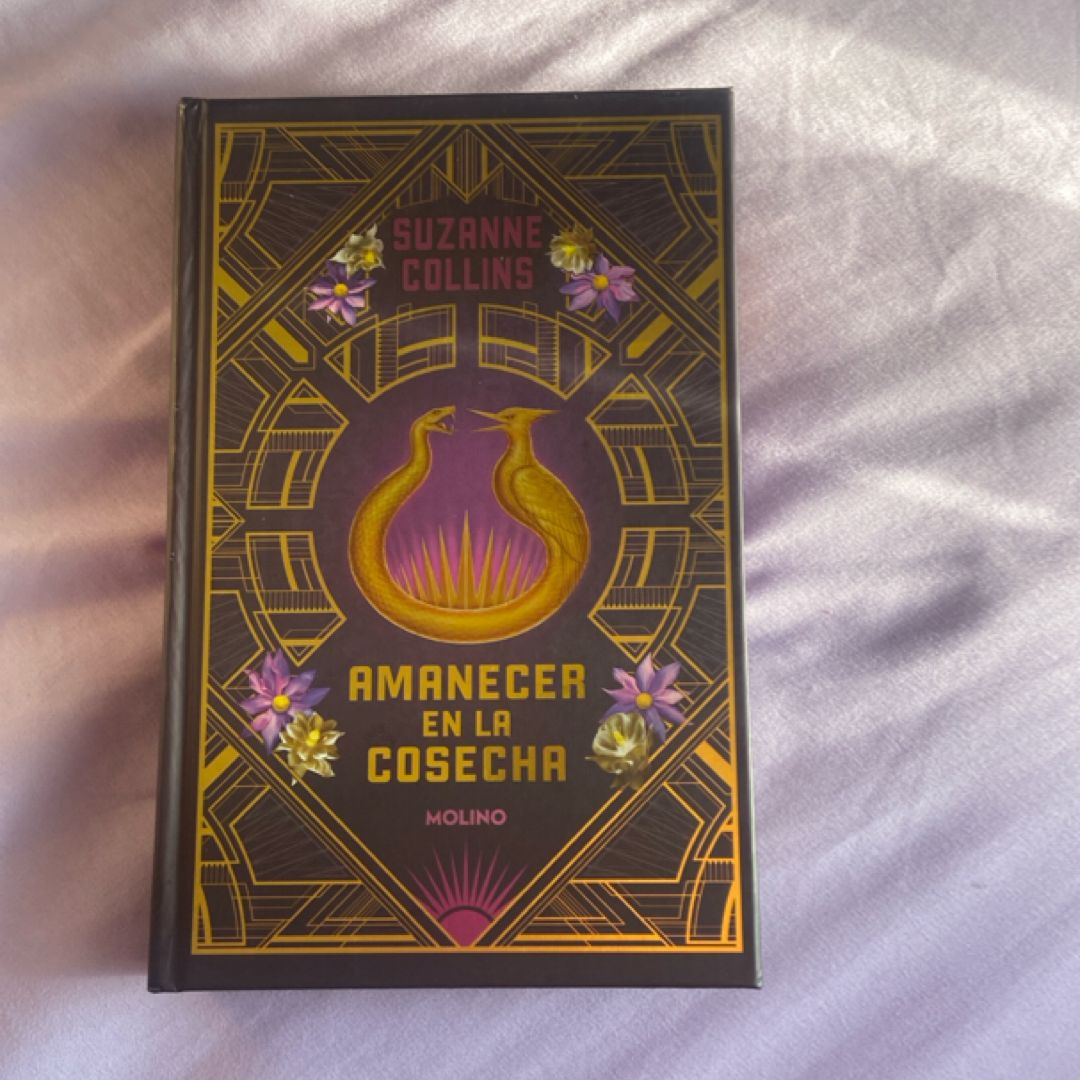 SUZANNE
COLLINS
AMANECER
EN LA
COSECHA
MOLINO